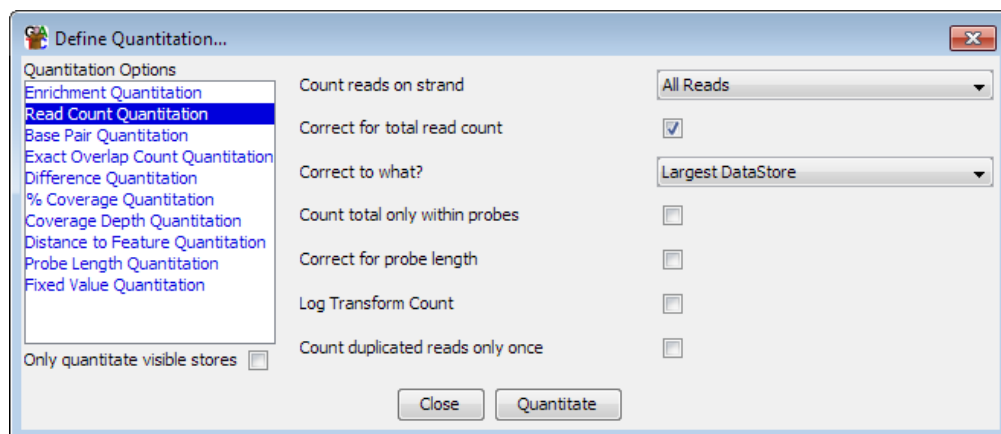 Define Quantitation...
Quantitation Options
Enrichment Quantitation
Read Count Quantitation
Base Pair Quantitation
Exact Overlap Count Quantitation
Difference Quantitation
% Coverage Quantitation
Coverage Depth Quantitation
Distance to Feature Quantitation
Probe Length Quantitation
Fixed Value Quantitation
Only quantitate visible stores
Count reads on strand All Reads
Correct for total read count
Correct to what? Largest DataStore
Count total only within probes
Correct for probe length
Log Transform Count
Count duplicated reads only once
Close Quantitate